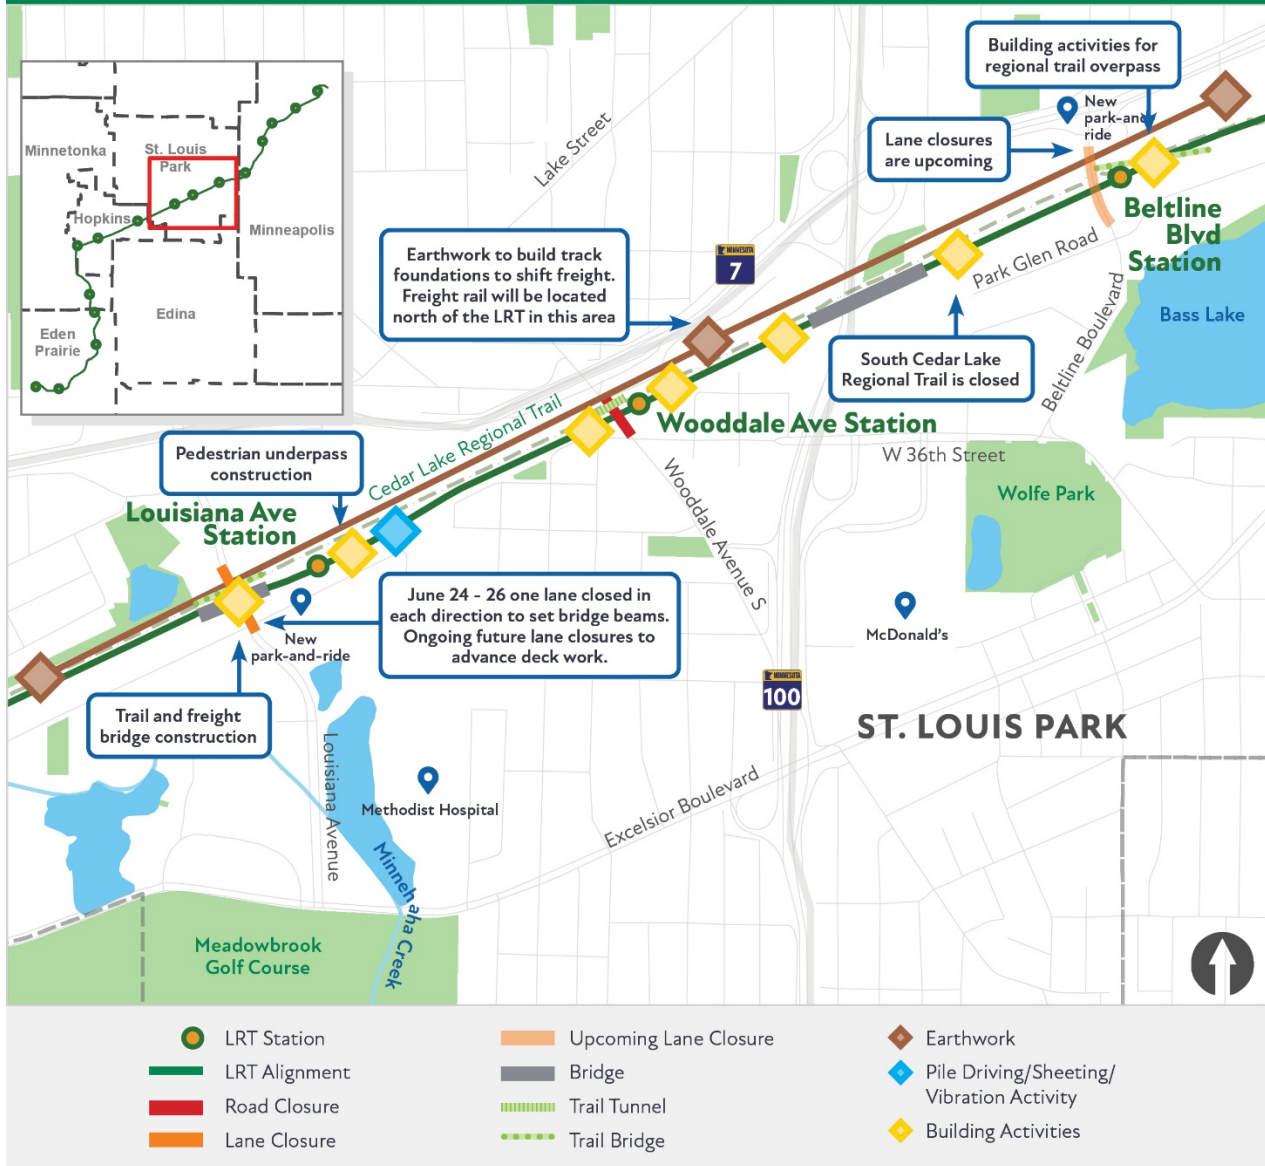 Building activities for
regional trail overpass
New
park-and-
ride
Lane closures
are upcoming
Minnetonka
St. Louis
Park
Hopkins
Minneapolis
Edina
Eden
Prairie
Lake Street
Beltline
Blvd
Station
Earthwork to build track
foundations to shift freight.
Freight rail will be located
north of the LRT in this area
MINNESOTA
7
Park Glen Road
Bass Lake
South Cedar Lake
Regional Trail is closed
Beltline Boulevard
Cedar Lake Regional Trail
Wooddale Ave Station
W 36th Street
Pedestrian underpass
construction
Wolfe Park
Louisiana Ave
Station
Wooddale Avenue S
June 24 - 26 one lane closed in
each direction to set bridge beams.
Ongoing future lane closures to
advance deck work.
New
park-and-ride
McDonald's
MINNESOTA
100
Trail and freight
bridge construction
ST. LOUIS PARK
Louisiana Avenue
Methodist Hospital
Excelsior Boulevard
Minnehaha Creek
Meadowbrook
Golf Course
LRT Station
LRT Alignment
Road Closure
Lane Closure
Upcoming Lane Closure
Bridge
Trail Tunnel
Trail Bridge
Earthwork
Pile Driving/Sheeting/
Vibration Activity
Building Activities